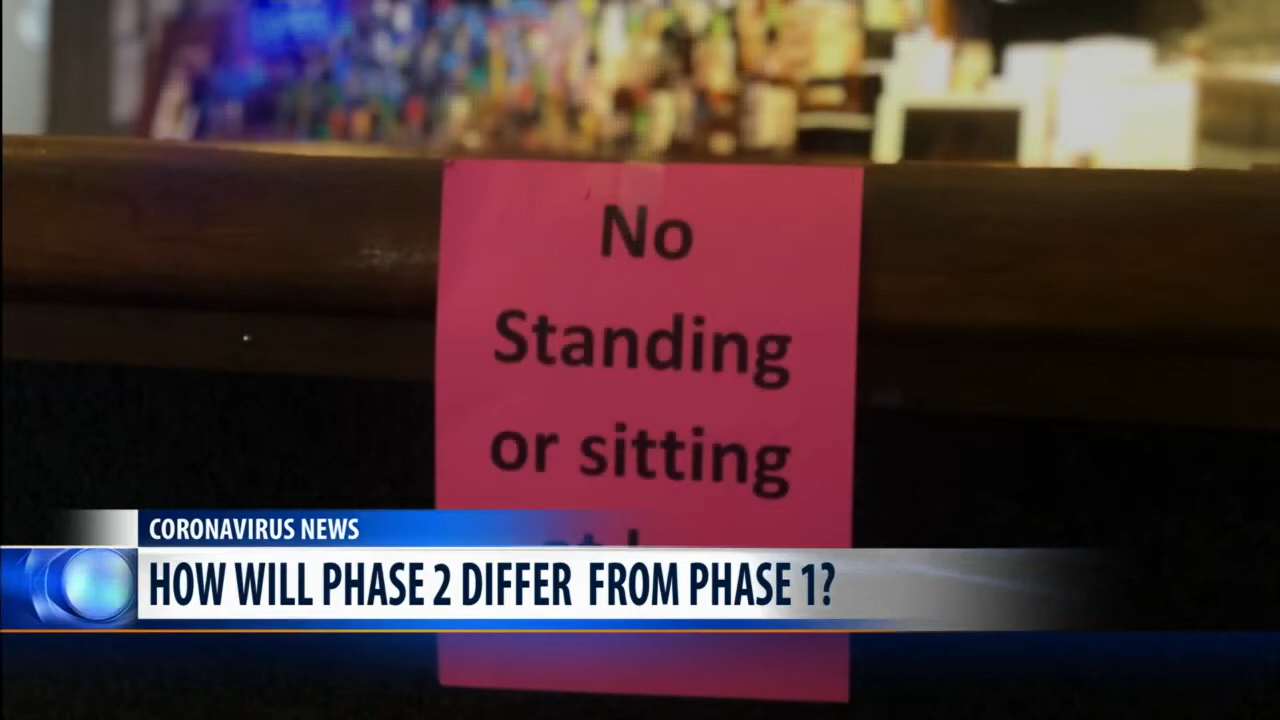 No
Standing
or sitting
CORONAVIRUS NEWS
HOW WILL PHASE 2 DIFFER FROM PHASE 1?